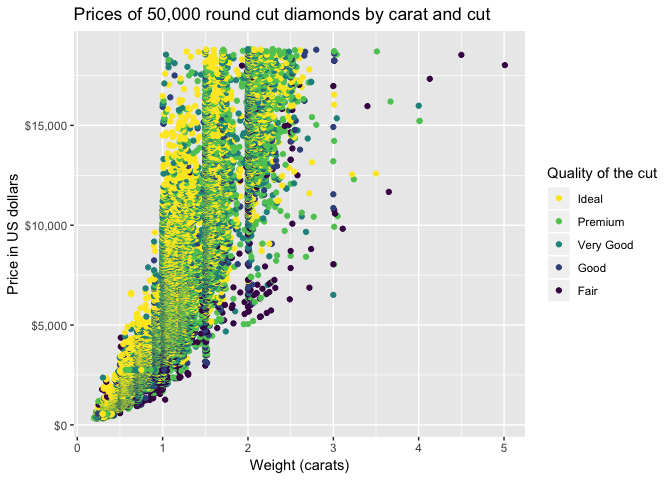 Prices of 50,000 round cut diamonds by carat and cut
Price in US dollars
$15,000
$10,000
$5,000
$0
0 1 2 3 4 5
Weight (carats)
Quality of the cut
Ideal
Premium
Very Good
Good
Fair